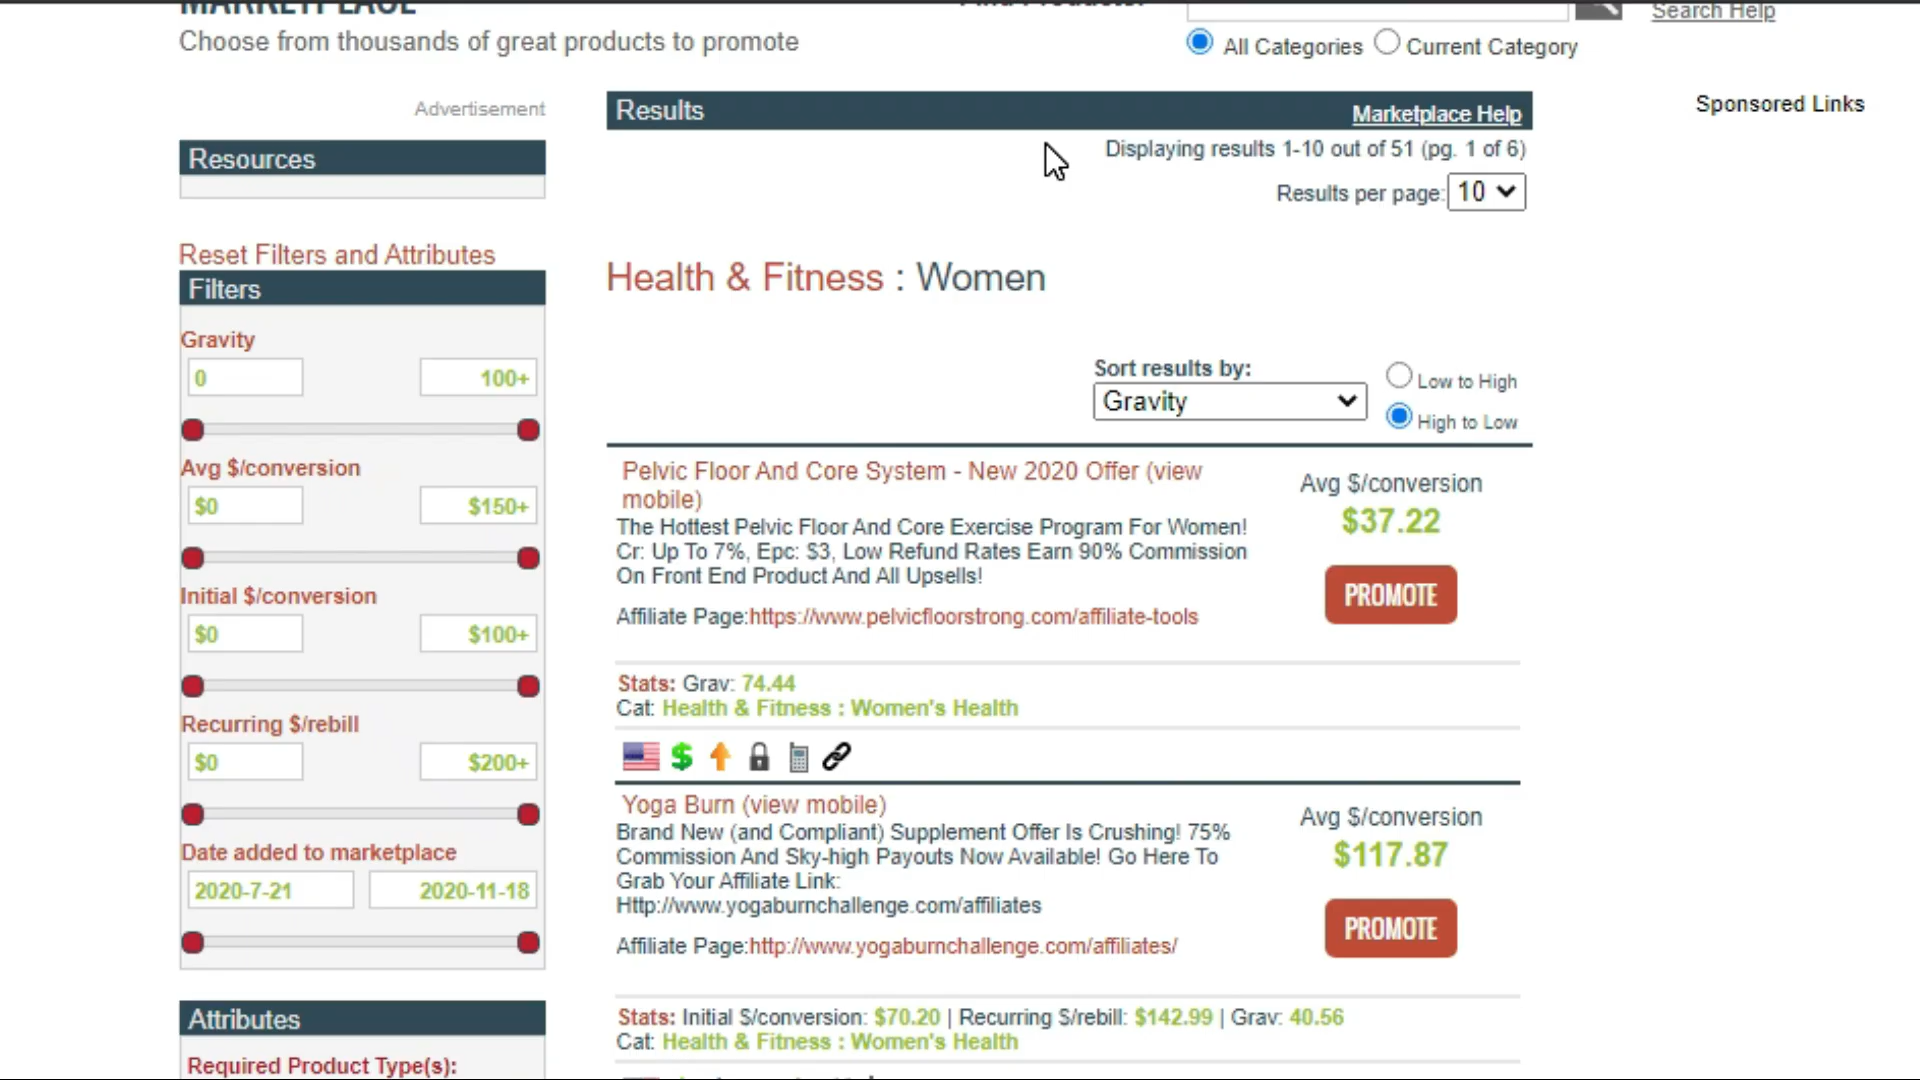 MARKETPLACE
Find Products:
Search Help
Choose from thousands of great products to promote
All Categories
Current Category
Advertisement
Resources
Reset Filters and Attributes
Filters
Gravity
0
100+
Avg $/conversion
$0
$150+
Initial $/conversion
$0
$100+
Recurring $/rebill
$0
$200+
Date added to marketplace
2020-7-21
2020-11-18
Attributes
Required Product Type(s):
Results
Marketplace Help
Displaying results 1-10 out of 51 (pg. 1 of 6)
Results per page: 10
Health & Fitness : Women
Sort results by:
Gravity
Low to High
High to Low
Pelvic Floor And Core System - New 2020 Offer (view
mobile)
The Hottest Pelvic Floor And Core Exercise Program For Women!
Cr: Up To 7%, Epc: $3, Low Refund Rates Earn 90% Commission
On Front End Product And All Upsells!
Affiliate Page:https://www.pelvicfloorstrong.com/affiliate-tools
Avg $/conversion
$37.22
PROMOTE
Stats: Grav: 74.44
Cat: Health & Fitness : Women's Health
Yoga Burn (view mobile)
Brand New (and Compliant) Supplement Offer Is Crushing! 75%
Commission And Sky-high Payouts Now Available! Go Here To
Grab Your Affiliate Link:
Http://www.yogaburnchallenge.com/affiliates
Affiliate Page:http://www.yogaburnchallenge.com/affiliates/
Avg $/conversion
$117.87
PROMOTE
Stats: Initial $/conversion: $70.20 | Recurring $/rebill: $142.99 | Grav: 40.56
Cat: Health & Fitness : Women's Health
Sponsored Links